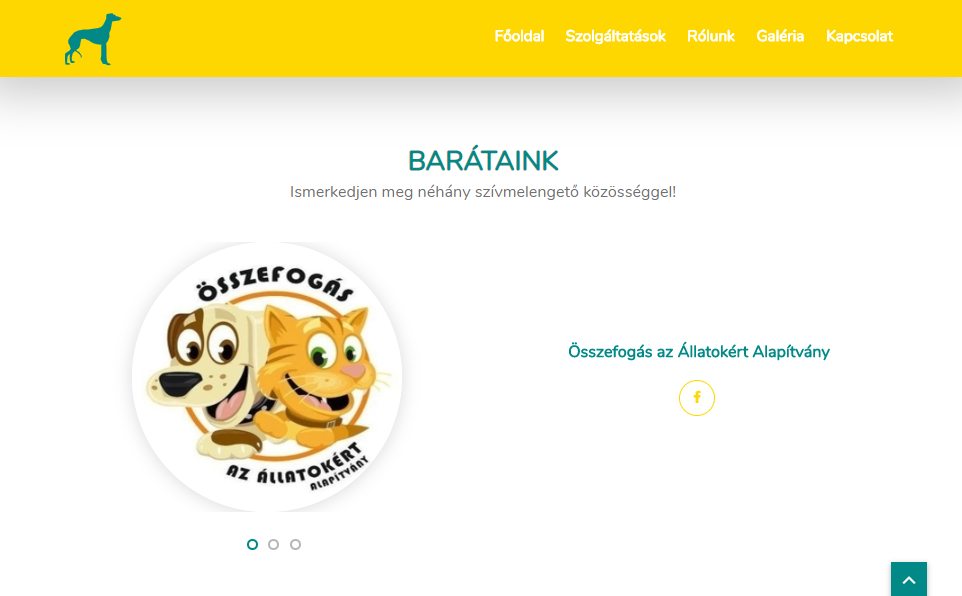 Főoldal Szolgáltatások Rólunk Galéria Kapcsolat
BARÁTAINK
Ismerkedjen meg néhány szívmelengető közösséggel!
ÖSSZEFOGÁS
AZ ÁLLATOKÉRT
ALAPÍTVÁNY
Összefogás az Állatokért Alapítvány